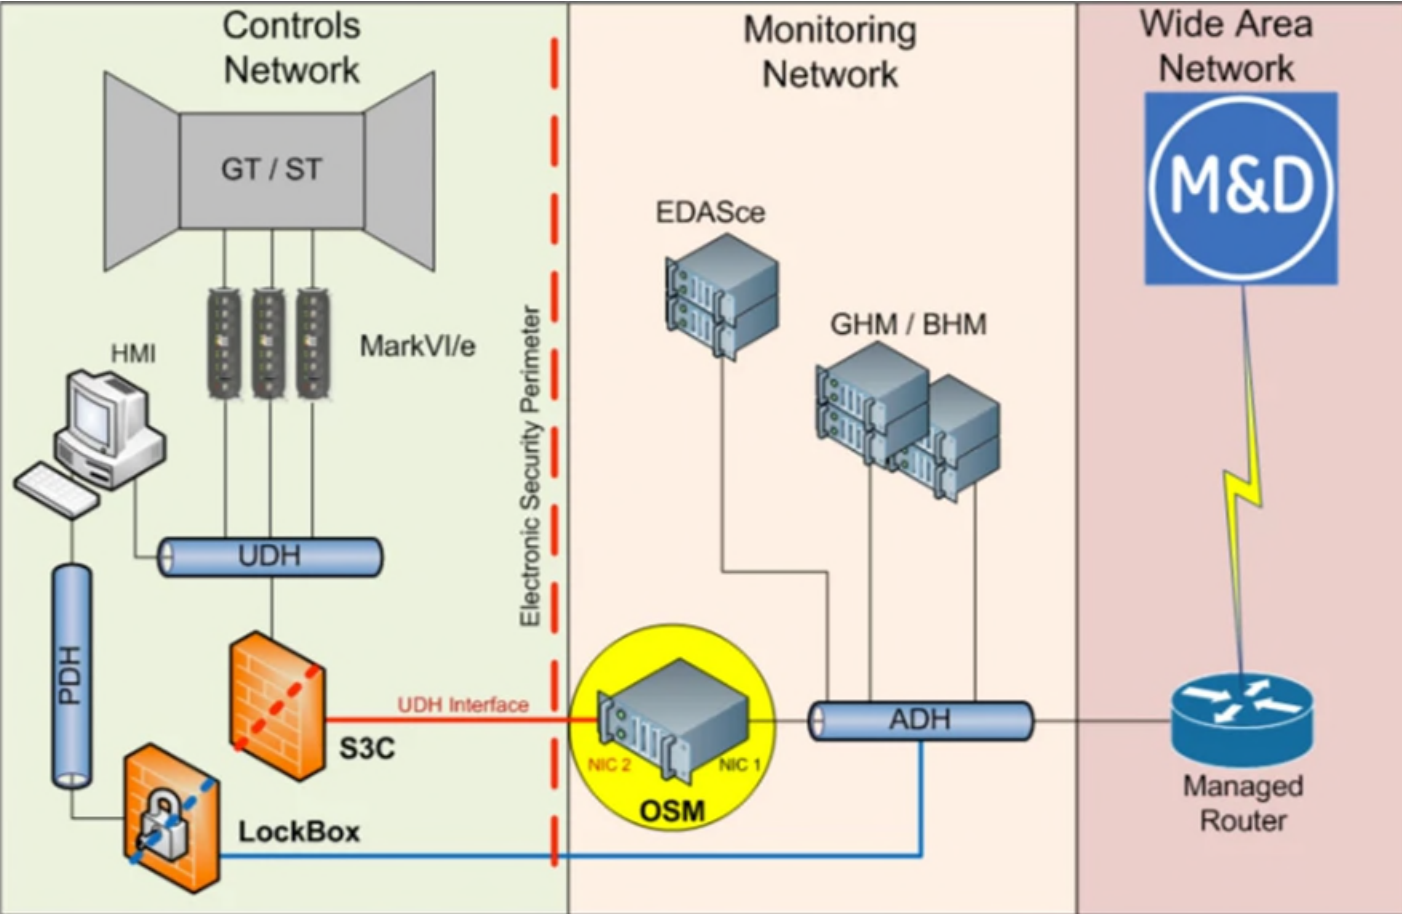 Controls
Network
Monitoring
Network
Wide Area
Network
GT / ST
M&D
EDASce
GHM / BHM
HMI
MarkVI/e
Electronic Security Perimeter
UDH
PDH
UDH Interface
S3C
NIC 2
NIC 1
OSM
ADH
LockBox
Managed
Router